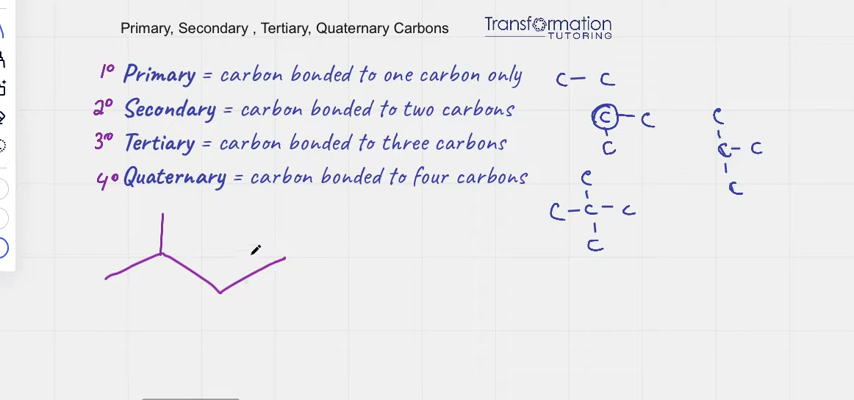 Primary, Secondary , Tertiary, Quaternary Carbons
Transformation
TUTORING
1° Primary = carbon bonded to one carbon only
C - C
2° Secondary = carbon bonded to two carbons
C - C
C
3° Tertiary = carbon bonded to three carbons
C
C - C
C
4° Quaternary = carbon bonded to four carbons
C
C - C - C
C